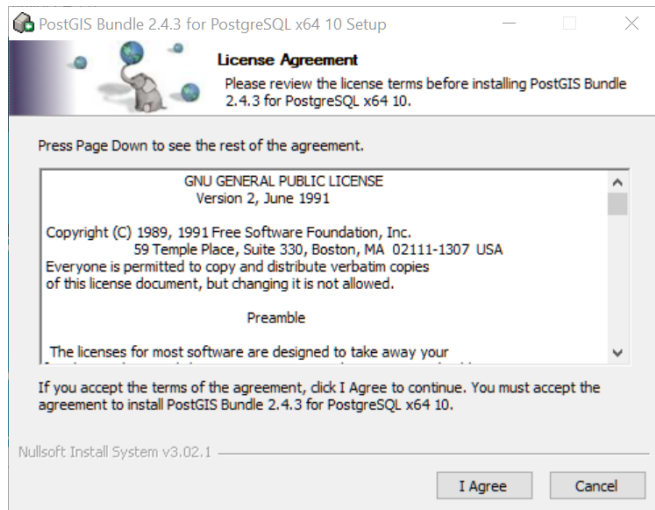 PostGIS Bundle 2.4.3 for PostgreSQL x64 10 Setup
License Agreement
Please review the license terms before installing PostGIS Bundle
2.4.3 for PostgreSQL x64 10.
Press Page Down to see the rest of the agreement.
GNU GENERAL PUBLIC LICENSE
Version 2, June 1991
Copyright (C) 1989, 1991 Free Software Foundation, Inc.
59 Temple Place, Suite 330, Boston, MA 02111-1307 USA
Everyone is permitted to copy and distribute verbatim copies
of this license document, but changing it is not allowed.
Preamble
The licenses for most software are designed to take away your
If you accept the terms of the agreement, click I Agree to continue. You must accept the
agreement to install PostGIS Bundle 2.4.3 for PostgreSQL x64 10.
Nullsoft Install System v3.02.1
I Agree
Cancel